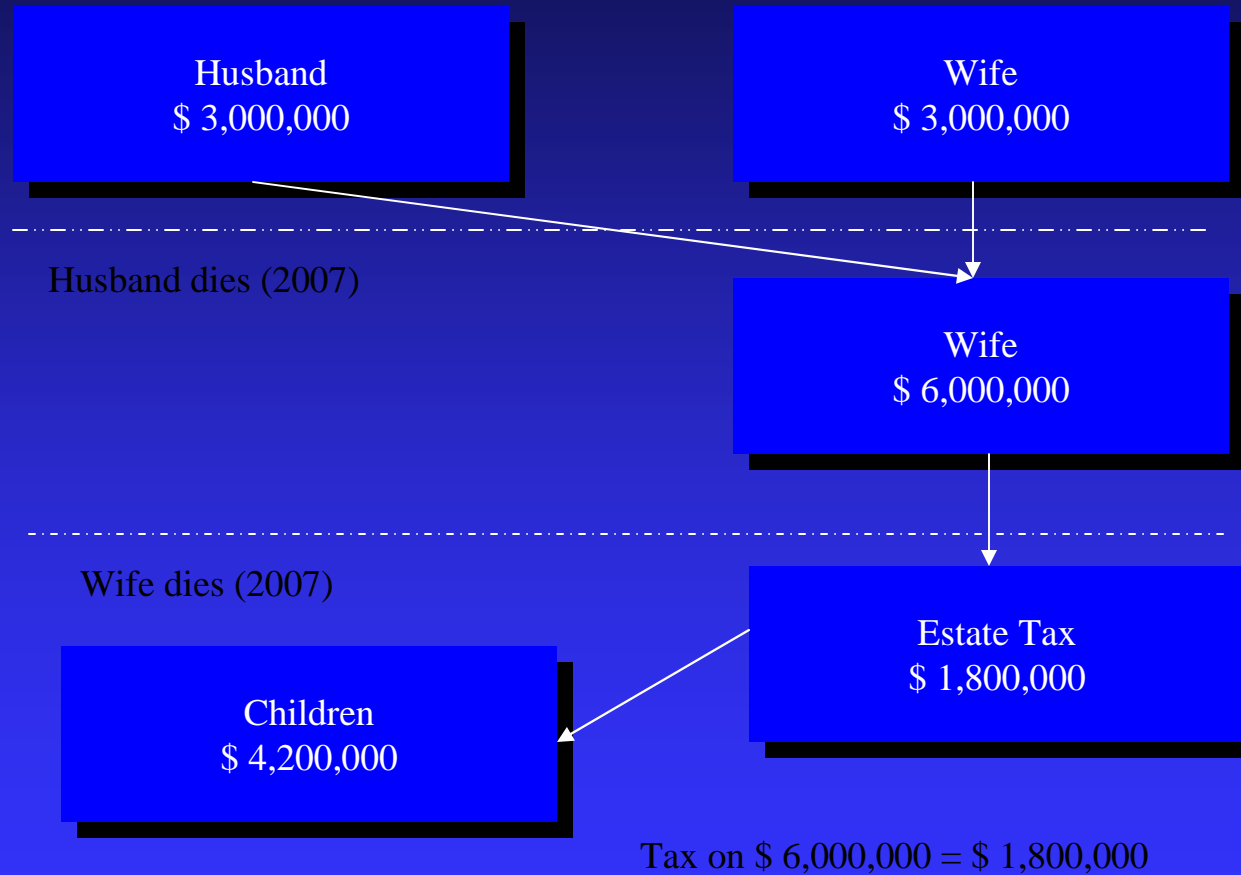 Husband
$ 3,000,000
Wife
$ 3,000,000
Husband dies (2007)
Wife
$ 6,000,000
Wife dies (2007)
Estate Tax
$ 1,800,000
Children
$ 4,200,000
Tax on $ 6,000,000 = $ 1,800,000